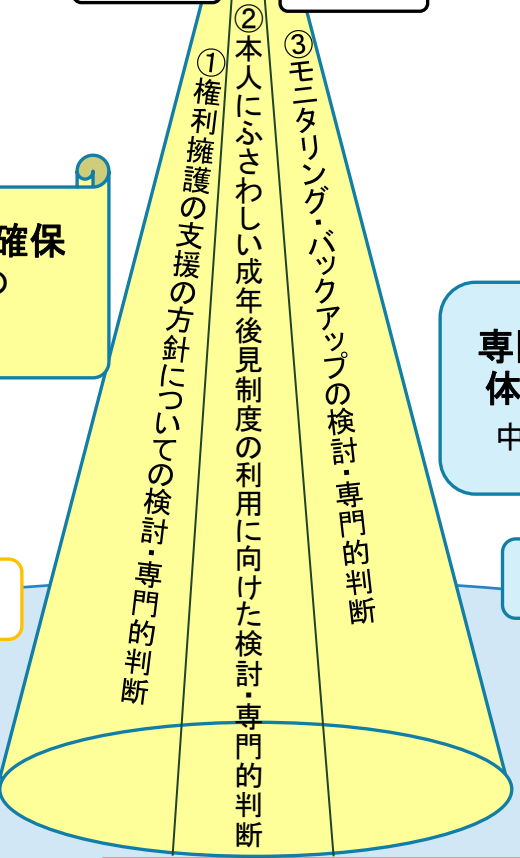 ①権利擁護の支援の方針についての検討・専門的判断
②本人にふさわしい成年後見制度の利用に向けた検討・専門的判断
③モニタリング・バックアップの検討・専門的判断
確保
の
専門
体
中